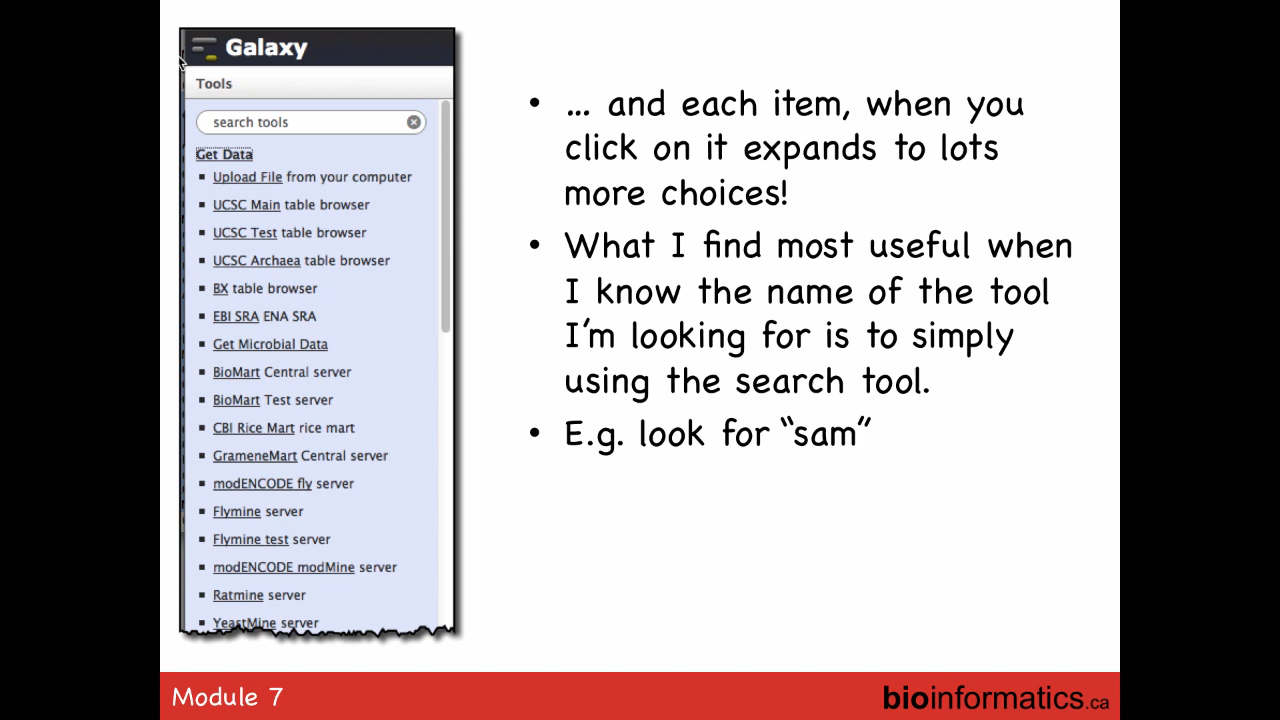 Galaxy
Tools
search tools
Get Data
▪ Upload File from your computer
▪ UCSC Main table browser
▪ UCSC Test table browser
▪ UCSC Archaea table browser
▪ BX table browser
▪ EBI SRA ENA SRA
▪ Get Microbial Data
▪ BioMart Central server
▪ BioMart Test server
▪ CBI Rice Mart rice mart
▪ GrameneMart Central server
▪ modENCODE fly server
▪ Flymine server
▪ Flymine test server
▪ modENCODE modMine server
▪ Ratmine server
▪ YeastMine server
• ... and each item, when you
click on it expands to lots
more choices!
• What I find most useful when
I know the name of the tool
I'm looking for is to simply
using the search tool.
• E.g. look for “sam”
Module 7
bioinformatics.ca